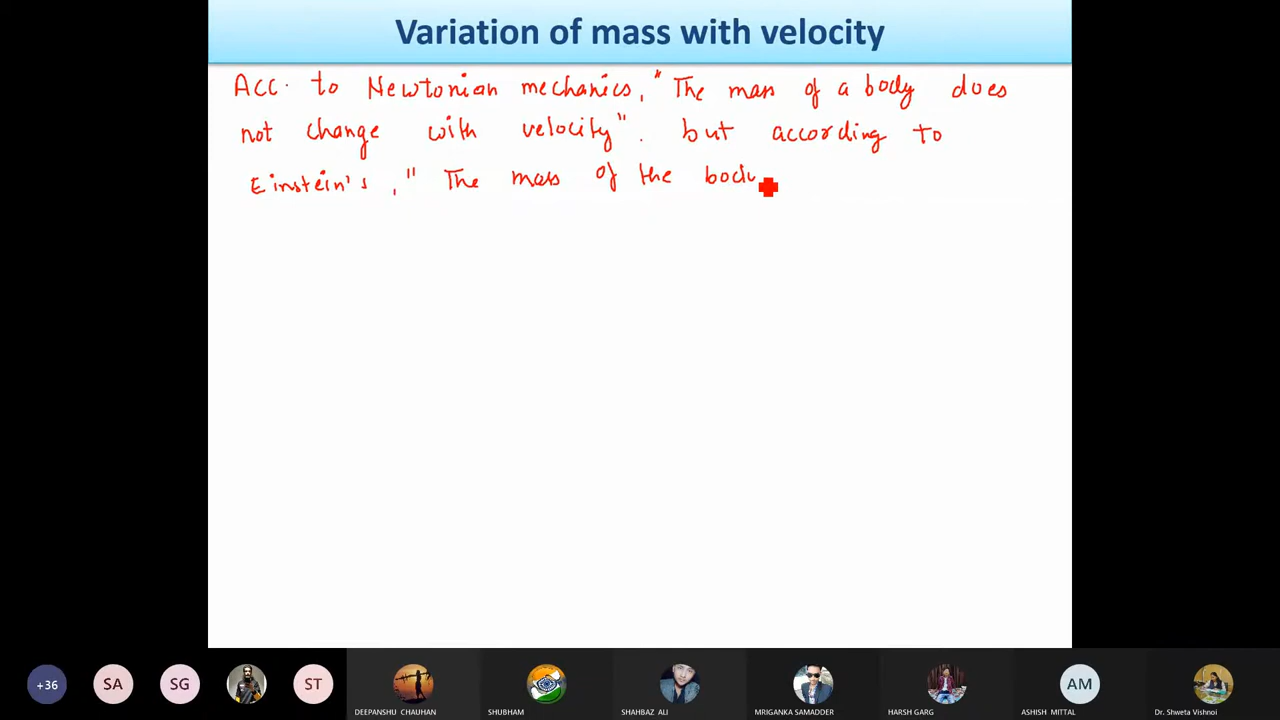 Variation of mass with velocity
Acc. to Newtonian mechanics, "The mass of a body does
not change with velocity". but according to
Einstein's, " The mass of the body
+36
SA
SG
ST
DEEPANSHU CHAUHAN
SHUBHAM
SHAHBAZ ALI
MRIGANKA SAMADDER
HARSH GARG
AM
ASHISH MITTAL
Dr. Shweta Vishnoi